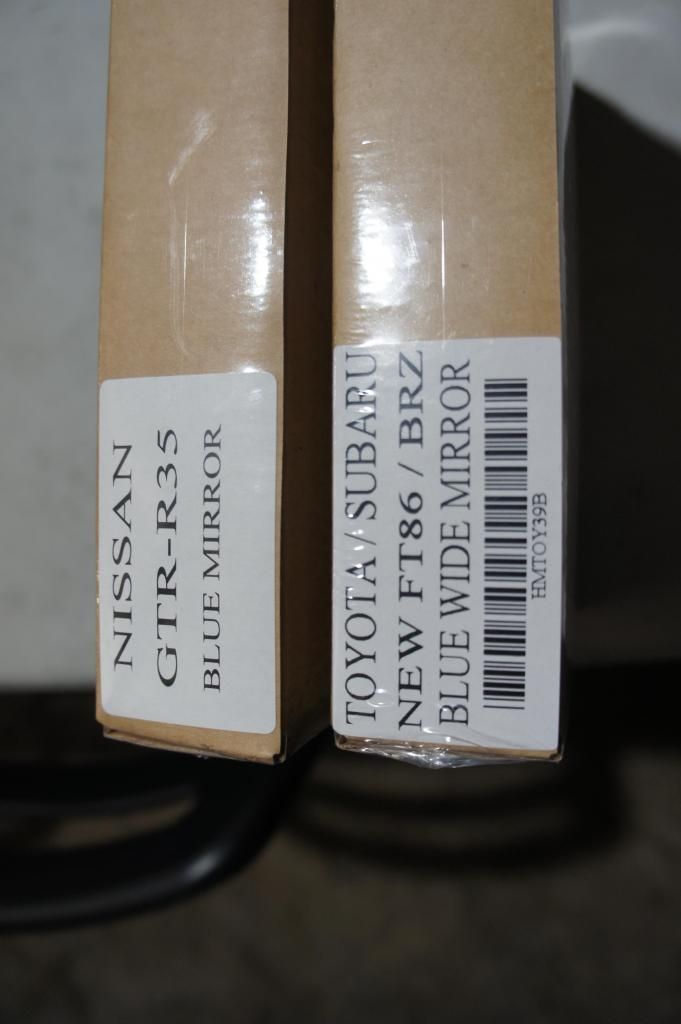 NISSAN
GTR-R35
BLUE MIRROR
TOYOTA / SUBARU
NEW FT86 / BRZ
BLUE WIDE MIRROR
HMTOY39B